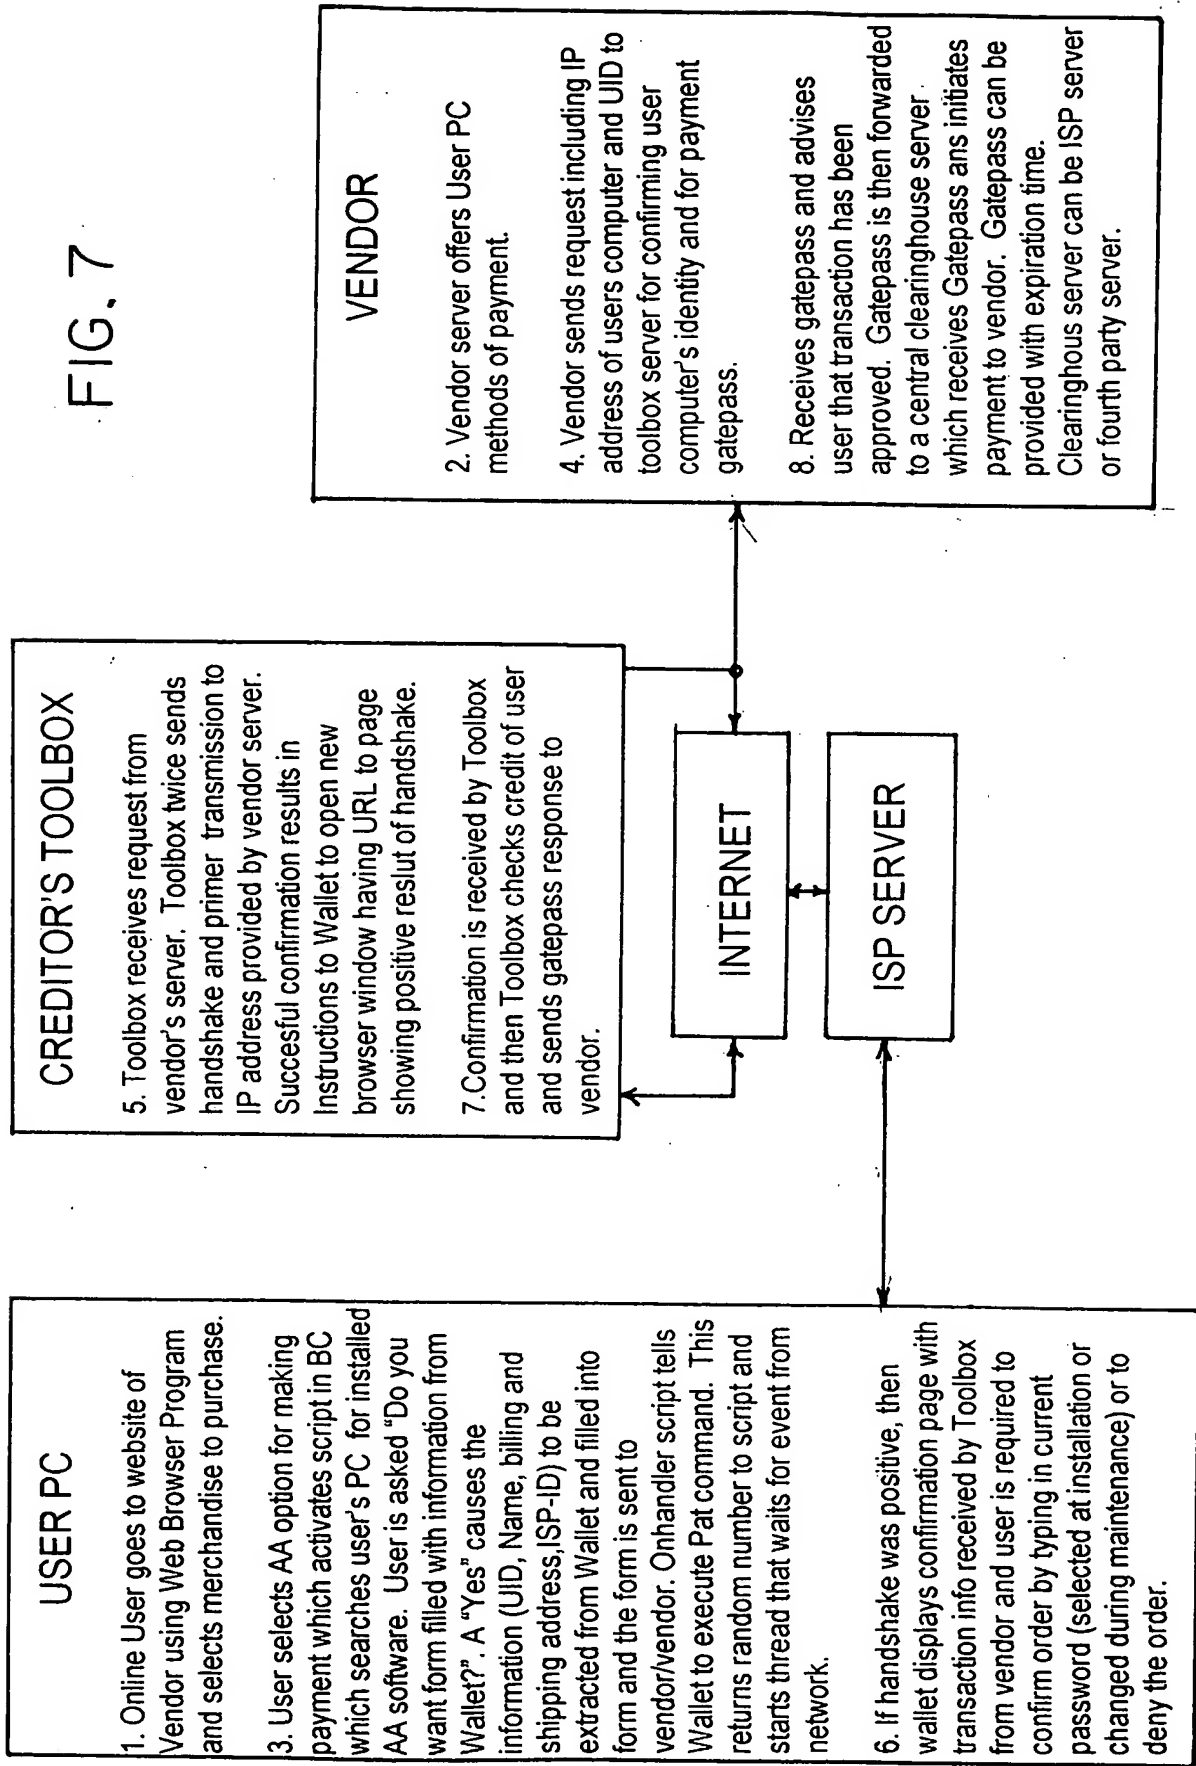 FIG. 7
USER PC
1. Online User goes to website of
Vendor using Web Browser Program
and selects merchandise to purchase.
3. User selects AA option for making
payment which activates script in BC
which searches user's PC for installed
AA software. User is asked "Do you
want form filled with information from
Wallet?". A "Yes" causes the
information (UID, Name, billing and
shipping address,ISP-ID) to be
extracted from Wallet and filled into
form and the form is sent to
vendor/vendor. Onhandler script tells
Wallet to execute Pat command. This
returns random number to script and
starts thread that waits for event from
network.
6. If handshake was positive, then
wallet displays confirmation page with
transaction info received by Toolbox
from vendor and user is required to
confirm order by typing in current
password (selected at installation or
changed during maintenance) or to
deny the order.
CREDITOR'S TOOLBOX
5. Toolbox receives request from
vendor's server. Toolbox twice sends
handshake and primer transmission to
IP address provided by vendor server.
Succesful confirmation results in
Instructions to Wallet to open new
browser window having URL to page
showing positive reslut of handshake.
7.Confirmation is received by Toolbox
and then Toolbox checks credit of user
and sends gatepass response to
vendor.
INTERNET
ISP SERVER
VENDOR
2. Vendor server offers User PC
methods of payment.
4. Vendor sends request including IP
address of users computer and UID to
toolbox server for confirming user
computer's identity and for payment
gatepass.
8. Receives gatepass and advises
user that transaction has been
approved. Gatepass is then forwarded
to a central clearinghouse server
which receives Gatepass ans initiates
payment to vendor. Gatepass can be
provided with expiration time.
Clearinghous server can be ISP server
or fourth party server.